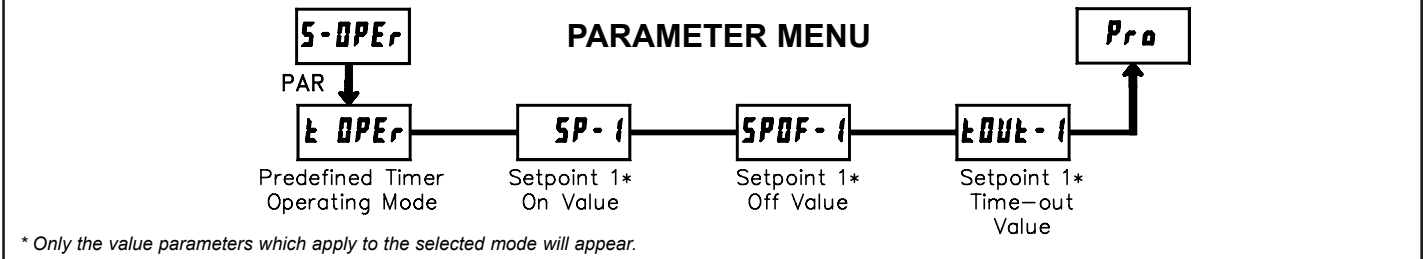 S-OPEr
PARAMETER MENU
Pro
PAR
t OPEr
SP-1
SPOF-1
tOUt-1
Predefined Timer
Operating Mode
Setpoint 1*
On Value
Setpoint 1*
Off Value
Setpoint 1*
Time-out
Value
* Only the value parameters which apply to the selected mode will appear.